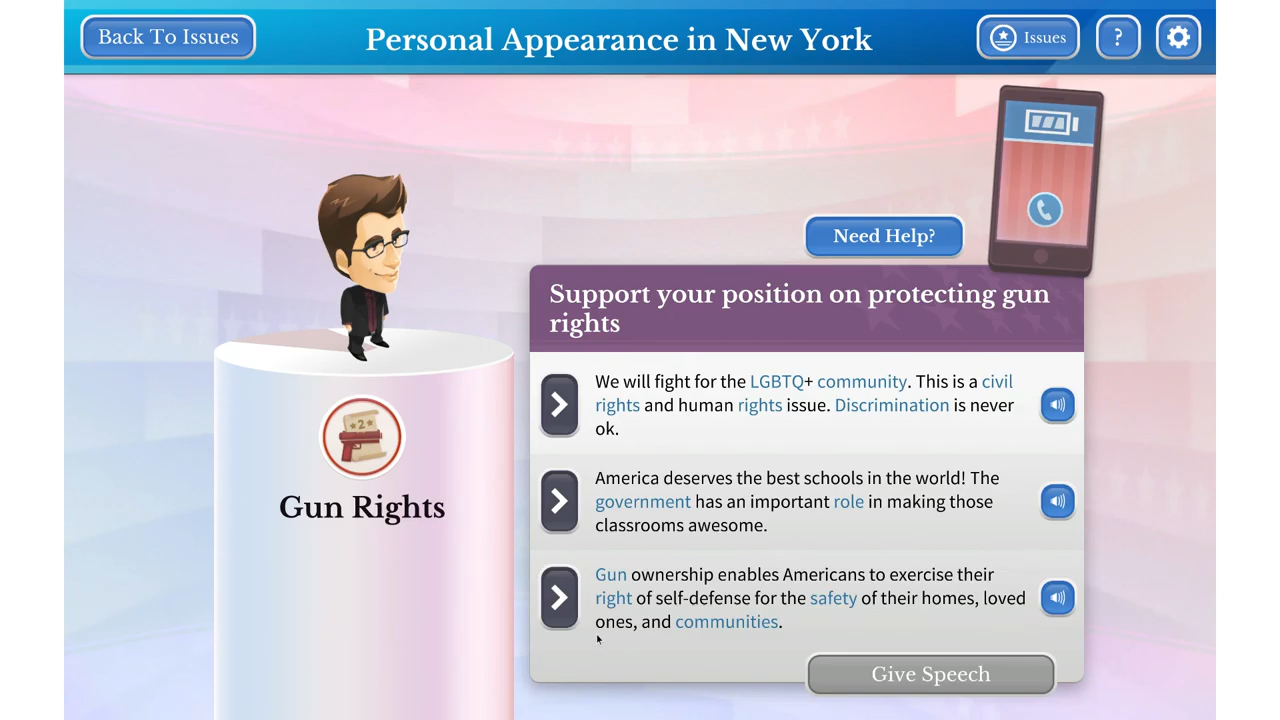 Back To Issues
Personal Appearance in New York
Issues
?
Need Help?
Support your position on protecting gun
rights
We will fight for the LGBTQ+ community. This is a civil
rights and human rights issue. Discrimination is never
ok.
America deserves the best schools in the world! The
government has an important role in making those
classrooms awesome.
Gun ownership enables Americans to exercise their
right of self-defense for the safety of their homes, loved
ones, and communities.
2
Gun Rights
Give Speech